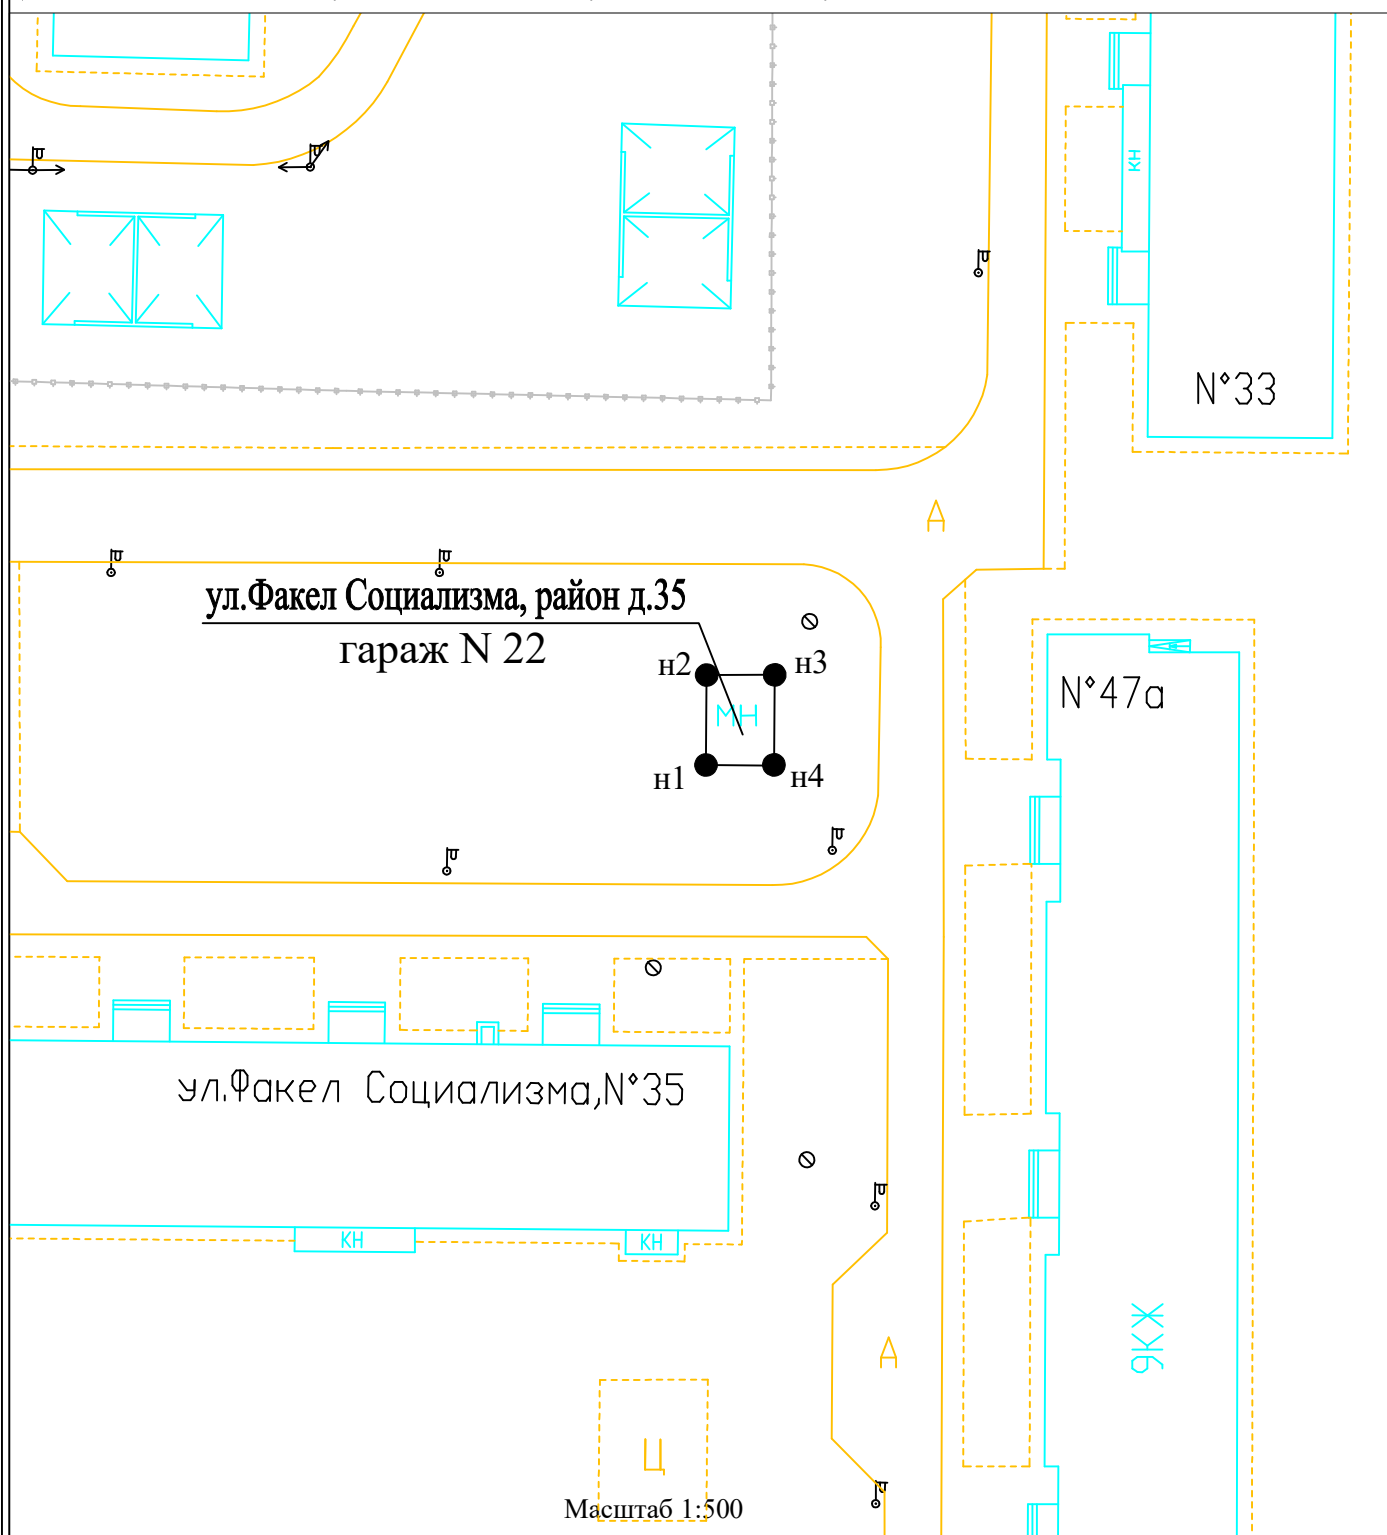 КН
N°33
А
ул.Факел Социализма, район д.35
гараж N 22
н2
н3
МН
N°47а
н1
н4
ул.Факел Социализма,N°35
КН
КН
9КЖ
А
Ц
Масштаб 1:500